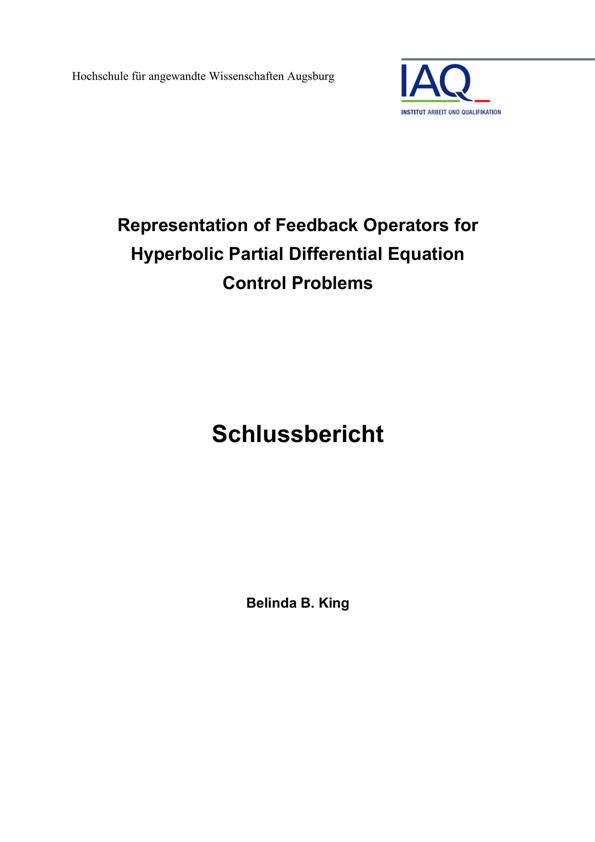 Hochschule für angewandte Wissenschaften Augsburg
IAQ
INSTITUT ARBEIT UND QUALIFIKATION
Representation of Feedback Operators for
Hyperbolic Partial Differential Equation
Control Problems
Schlussbericht
Belinda B. King